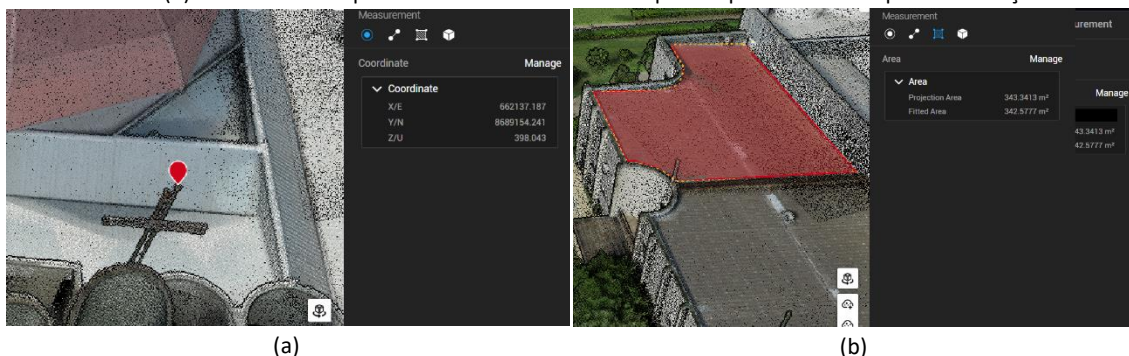 Measurement
Coordinate Manage
Coordinate
X/E 662137.187
Y/N 8689154.241
Z/U 398.043
Measurement
Area Manage
Area
Projection Area 343.3413 m²
Fitted Area 342.5777 m²
urement
Manage
43.3413 m²
42.5777 m²
(a)
(b)